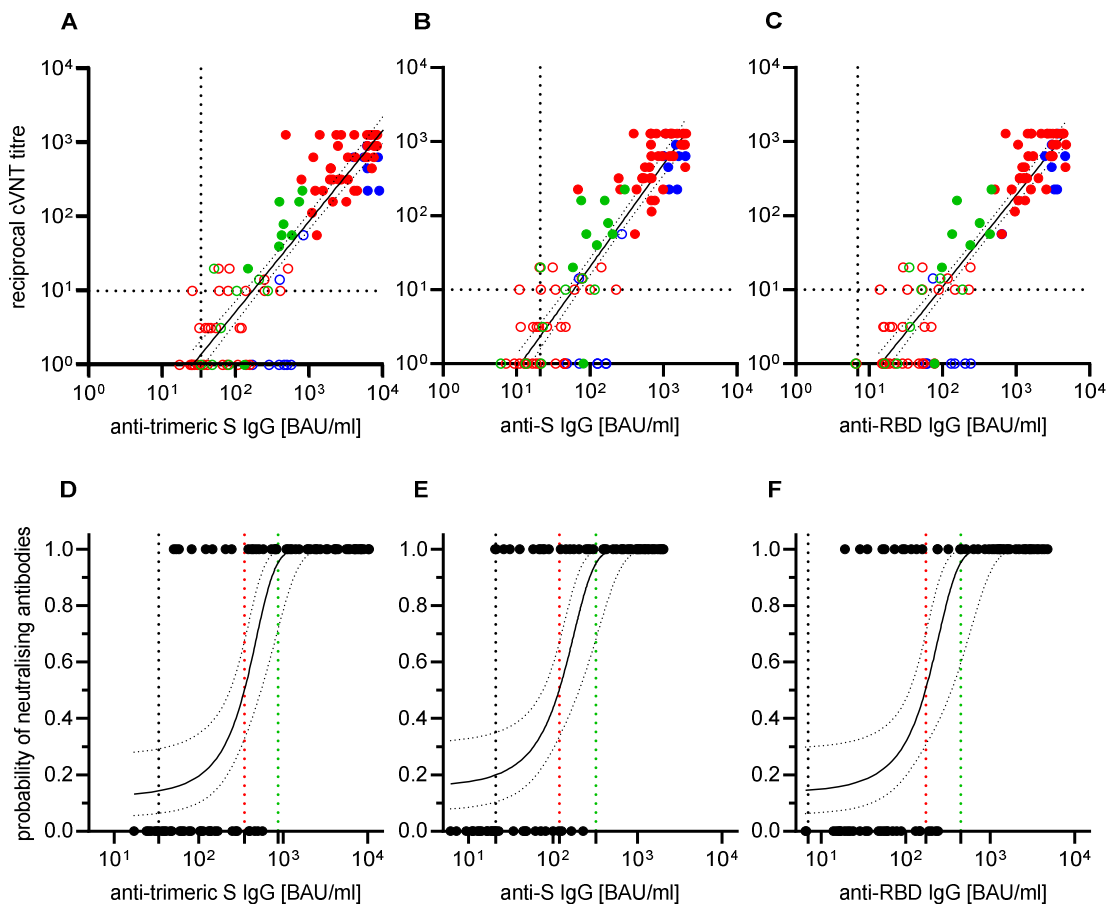 A B C
reciprocal cVNT titre
10⁴ 10⁴ 10⁴
10³ 10³ 10³
10² 10² 10²
10¹ 10¹ 10¹
10⁰ 10⁰ 10⁰
10⁰ 10¹ 10² 10³ 10⁴ 10⁰ 10¹ 10² 10³ 10⁴ 10⁰ 10¹ 10² 10³ 10⁴
anti-trimeric S IgG [BAU/ml] anti-S IgG [BAU/ml] anti-RBD IgG [BAU/ml]
D E F
probability of neutralising antibodies
1.0 1.0 1.0
0.8 0.8 0.8
0.6 0.6 0.6
0.4 0.4 0.4
0.2 0.2 0.2
0.0 0.0 0.0
10¹ 10² 10³ 10⁴ 10¹ 10² 10³ 10⁴ 10¹ 10² 10³ 10⁴
anti-trimeric S IgG [BAU/ml] anti-S IgG [BAU/ml] anti-RBD IgG [BAU/ml]